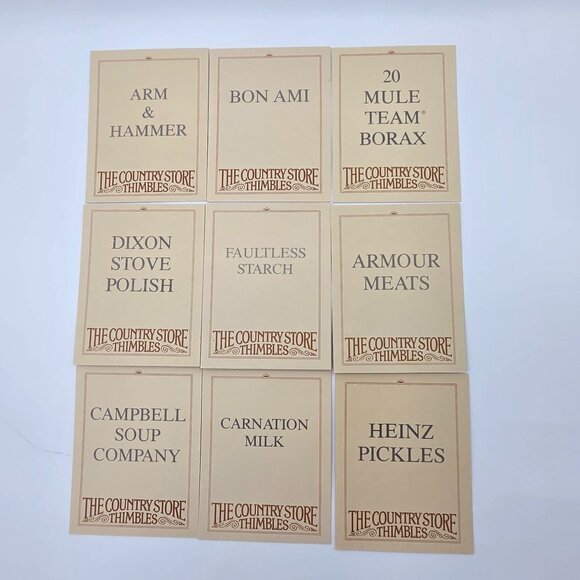 ARM
&
HAMMER
THE COUNTRY STORE
THIMBLES
BON AMI
THE COUNTRY STORE
THIMBLES
20
MULE
TEAM®
BORAX
THE COUNTRY STORE
THIMBLES
DIXON
STOVE
POLISH
THE COUNTRY STORE
THIMBLES
FAULTLESS
STARCH
THE COUNTRY STORE
THIMBLES
ARMOUR
MEATS
THE COUNTRY STORE
THIMBLES
CAMPBELL
SOUP
COMPANY
THE COUNTRY STORE
THIMBLES
CARNATION
MILK
THE COUNTRY STORE
THIMBLES
HEINZ
PICKLES
THE COUNTRY STORE
THIMBLES